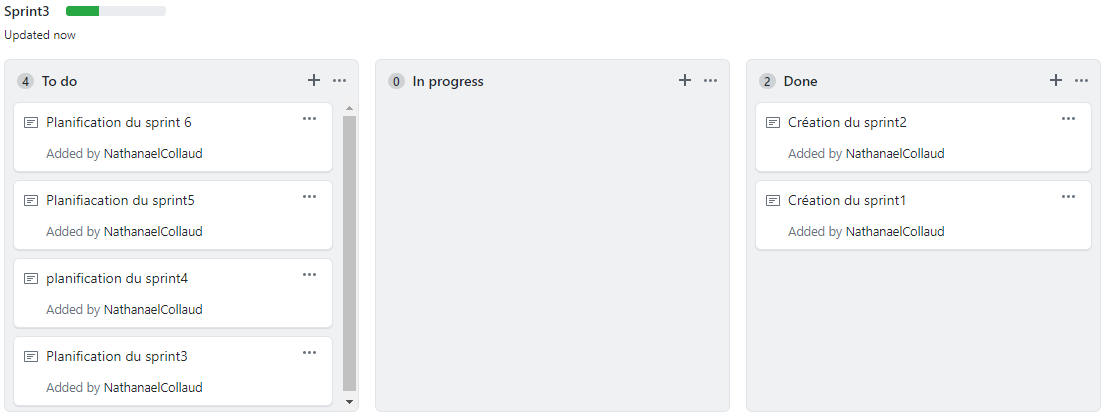 Sprint3
Updated now
4 To do
Planification du sprint 6
Added by NathanaelCollaud
Planifiacation du sprint5
Added by NathanaelCollaud
planification du sprint4
Added by NathanaelCollaud
Planification du sprint3
Added by NathanaelCollaud
0 In progress
2 Done
Création du sprint2
Added by NathanaelCollaud
Création du sprint1
Added by NathanaelCollaud